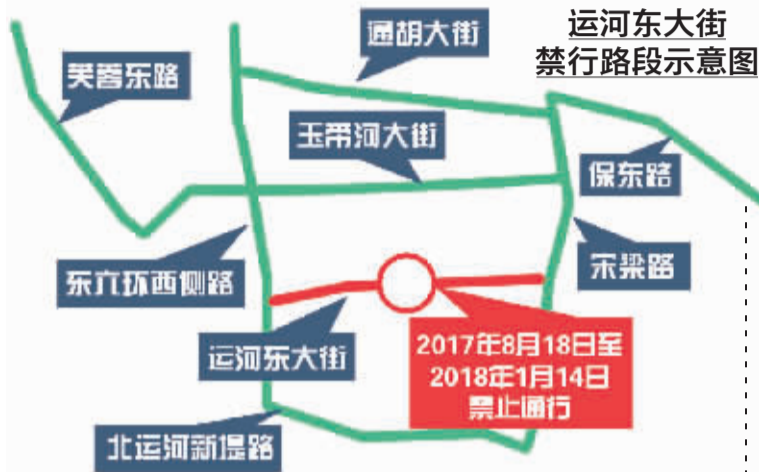 运河东大街
禁行路段示意图
通胡大街
芙蓉东路
玉带河大街
保东路
宋梁路
东六环西侧路
运河东大街
2017年8月18日至
2018年1月14日
禁止通行
北运河新堤路